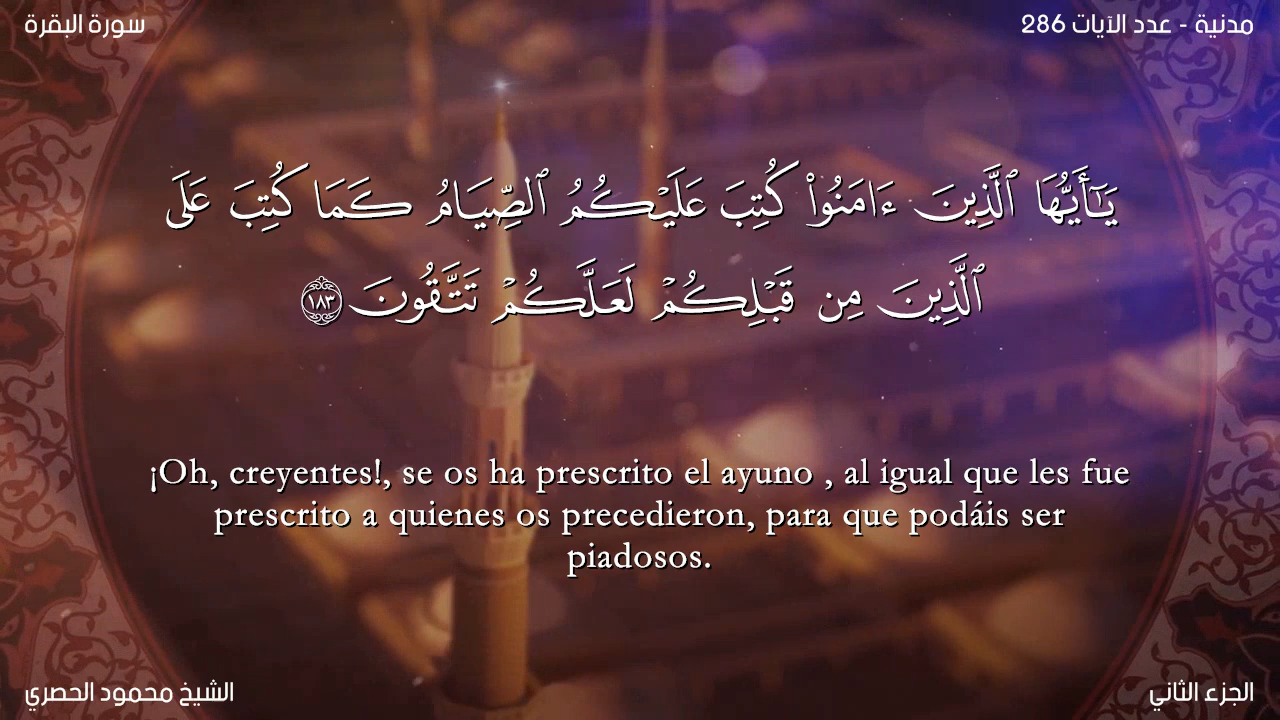 سورة البقرة
مدنية - عدد الآيات 286
يَـٰٓأَيُّهَا ٱلَّذِينَ ءَامَنُوا۟ كُتِبَ عَلَيْكُمُ ٱلصِّيَامُ كَمَا كُتِبَ عَلَى
ٱلَّذِينَ مِن قَبْلِكُمْ لَعَلَّكُمْ تَتَّقُونَ ١٨٣
¡Oh, creyentes!, se os ha prescrito el ayuno , al igual que les fue
prescrito a quienes os precedieron, para que podáis ser
piadosos.
الشيخ محمود الحصري
الجزء الثاني